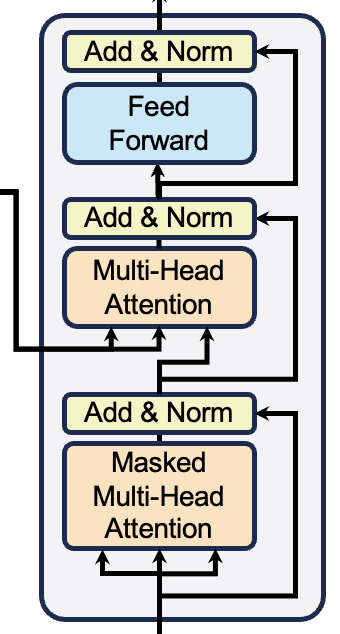 Add & Norm
Feed
Forward
Add & Norm
Multi-Head
Attention
Add & Norm
Masked
Multi-Head
Attention